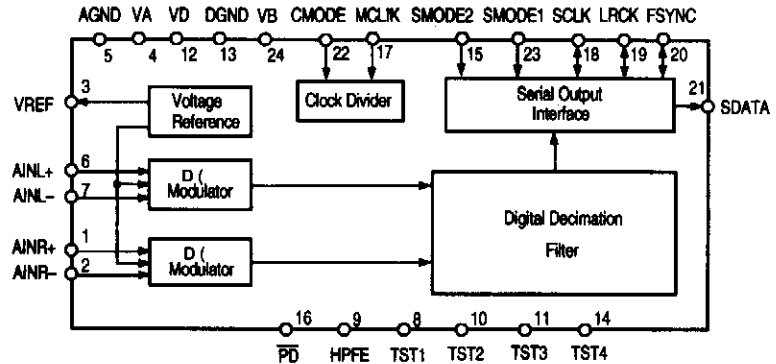 AGND VA VD DGND VB CMODE MCL1K SMODE2 SMODE1 SCLK LRCK FSYNC
5 4 12 13 24 22 17 15 23 18 19 20
3
VREF
Voltage
Reference
Clock Divider
Serial Output
Interface
21
SDATA
6
AINL+
7
AINL-
D (
Modulator
Digital Decimation
Filter
1
AINR+
2
AINR-
D (
Modulator
16 9 8 10 11 14
PD HPFE TST1 TST2 TST3 TST4